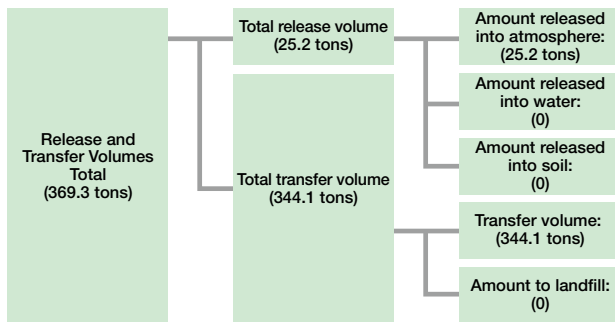 Release and
Transfer Volumes
Total
(369.3 tons)
Total release volume
(25.2 tons)
Total transfer volume
(344.1 tons)
Amount released
into atmosphere:
(25.2 tons)
Amount released
into water:
(0)
Amount released
into soil:
(0)
Transfer volume:
(344.1 tons)
Amount to landfill:
(0)